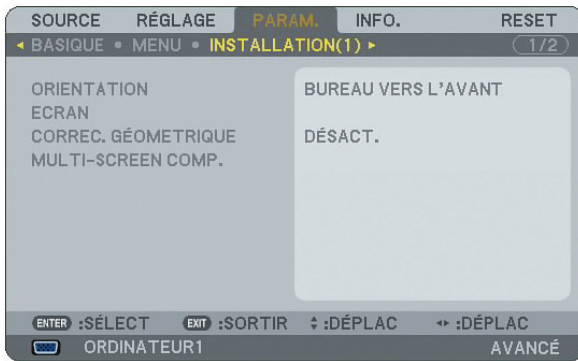 SOURCE RÉGLAGE PARAM. INFO. RESET
BASIQUE • MENU • INSTALLATION(1) 1/2
ORIENTATION BUREAU VERS L'AVANT
ECRAN
CORREC. GÉOMETRIQUE DÉSACT.
MULTI-SCREEN COMP.
ENTER :SÉLECT EXIT :SORTIR :DÉPLAC :DÉPLAC
ORDINATEUR1 AVANCÉ